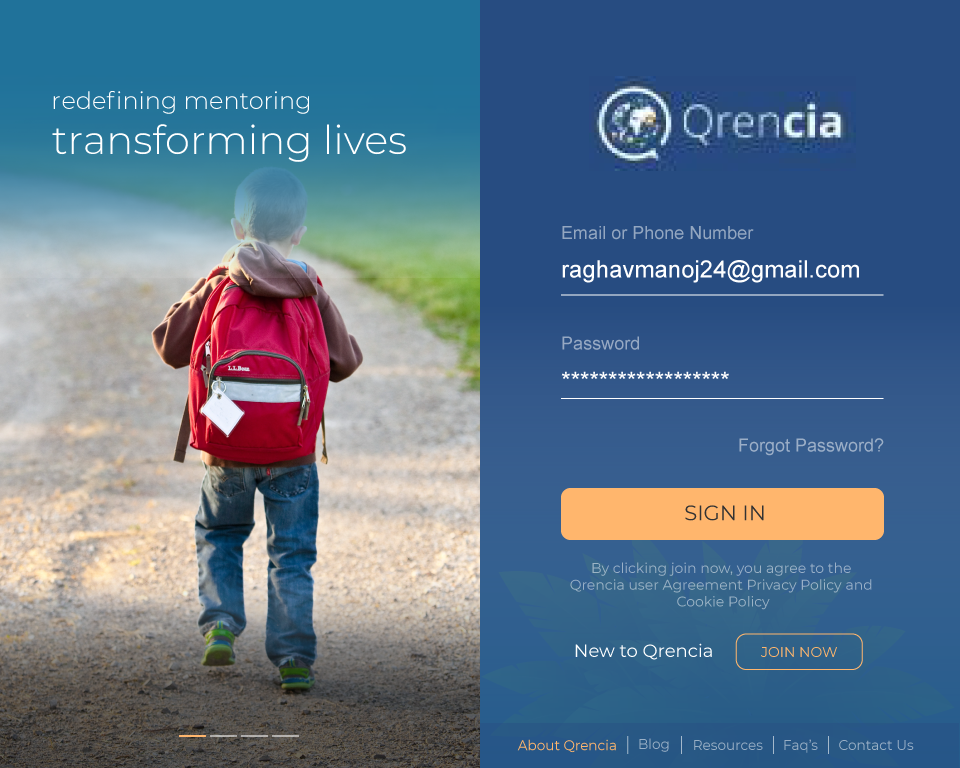 redefining mentoring
transforming lives
L.L.Bean
Qrencia
Email or Phone Number
raghavmanoj24@gmail.com
Password
******************
Forgot Password?
SIGN IN
By clicking join now, you agree to the
Qrencia user Agreement Privacy Policy and
Cookie Policy
New to Qrencia
JOIN NOW
About Qrencia | Blog | Resources | Faq's | Contact Us